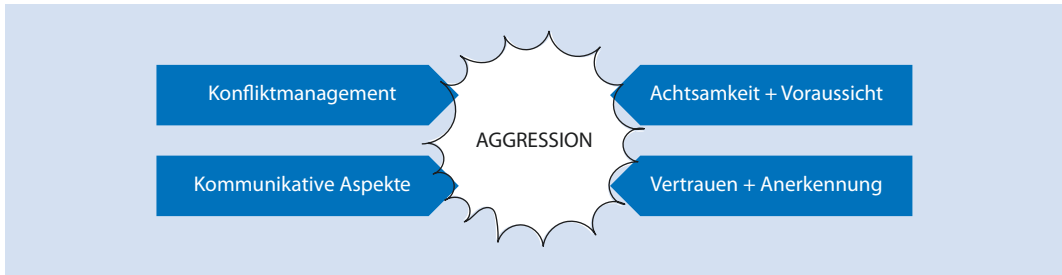 Konfliktmanagement
Achtsamkeit + Voraussicht
AGGRESSION
Kommunikative Aspekte
Vertrauen + Anerkennung